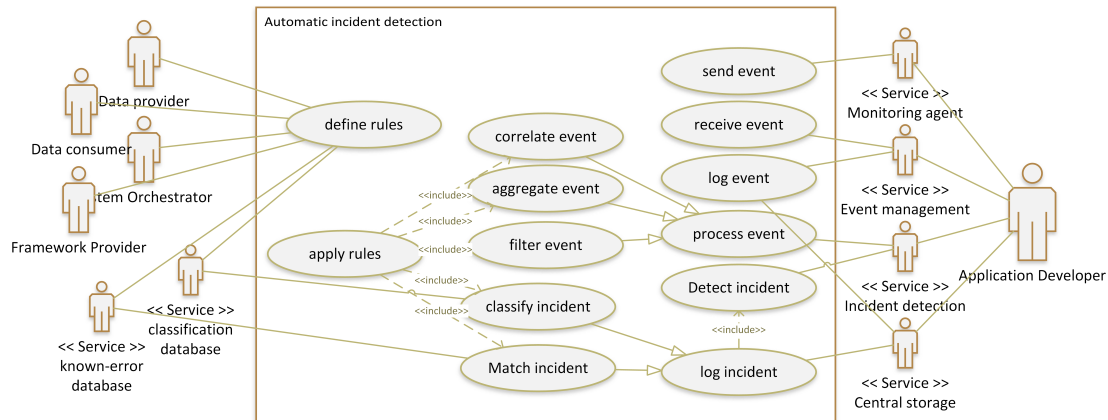 Automatic incident detection
Data provider
Data consumer
stem Orchestrator
Framework Provider
<< Service >>
classification
database
<< Service >>
known-error
database
define rules
apply rules
correlate event
aggregate event
filter event
classify incident
Match incident
<<include>>
<<include>>
<<include>>
<<include>>
<<include>>
send event
receive event
log event
process event
Detect incident
<<include>>
log incident
<< Service >>
Monitoring agent
<< Service >>
Event management
<< Service >>
Incident detection
<< Service >>
Central storage
Application Developer